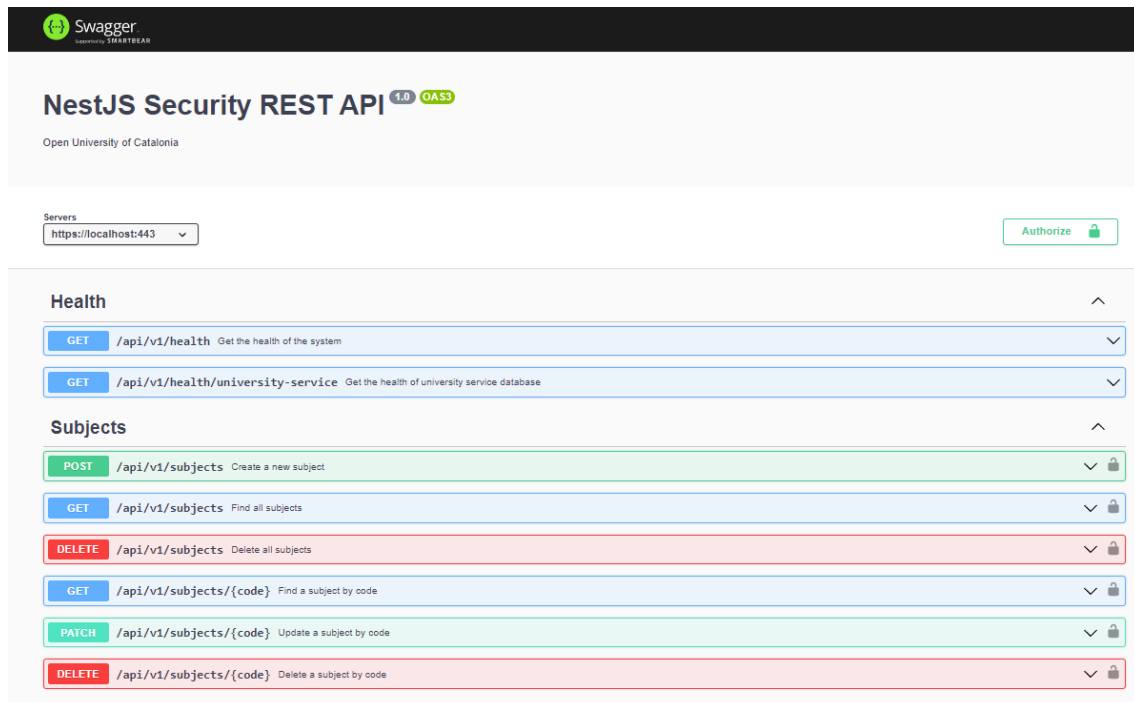 Swagger.
Supported by SMARTBEAR
NestJS Security REST API 1.0 OAS3
Open University of Catalonia
Servers
https://localhost:443
Authorize
Health
GET /api/v1/health Get the health of the system
GET /api/v1/health/university-service Get the health of university service database
Subjects
POST /api/v1/subjects Create a new subject
GET /api/v1/subjects Find all subjects
DELETE /api/v1/subjects Delete all subjects
GET /api/v1/subjects/{code} Find a subject by code
PATCH /api/v1/subjects/{code} Update a subject by code
DELETE /api/v1/subjects/{code} Delete a subject by code